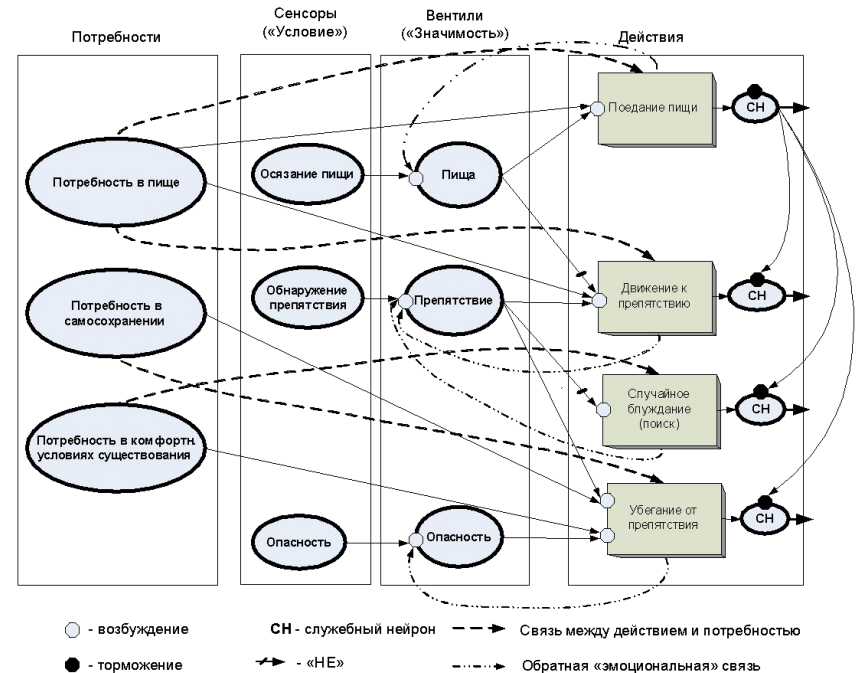 Потребности
Сенсоры
(«Условие»)
Вентили
(«Значимость»)
Действия
Потребность в пище
Потребность в
самосохранении
Потребность в комфортн.
условиях существования
Осязание пищи
Обнаружение
препятствия
Опасность
Пища
Препятствие
Опасность
Поедание пищи
СН
Движение к
препятствию
СН
Случайное
блуждание
(поиск)
СН
Убегание от
препятствия
СН
- возбуждение
СН - служебный нейрон
Связь между действием и потребностью
- торможение
- «НЕ»
Обратная «эмоциональная» связь